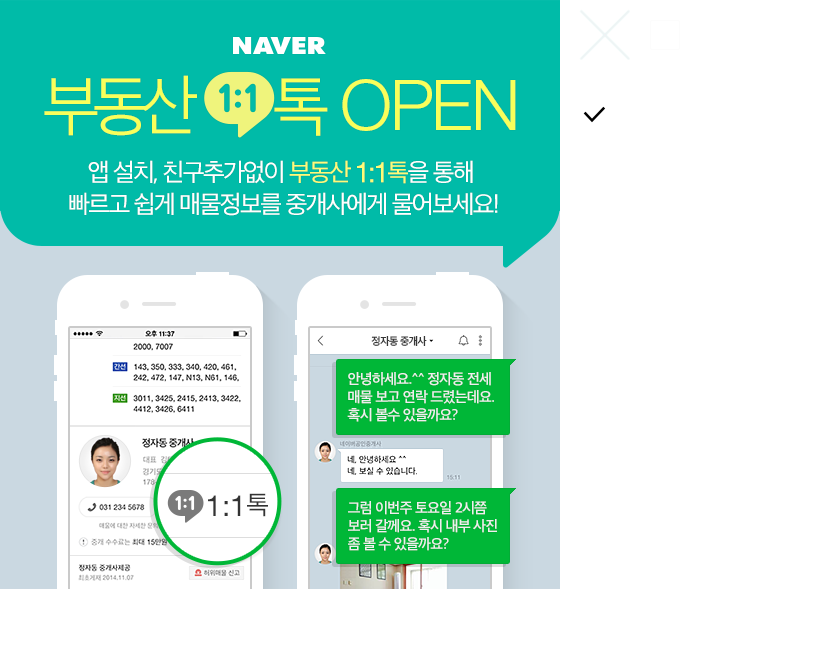 NAVER
부동산 1:1 톡 OPEN
앱 설치, 친구추가없이 부동산 1:1톡을 통해
빠르고 쉽게 매물정보를 중개사에게 물어보세요!
오후 11:37
2000, 7007
간선 143, 350, 333, 340, 420, 461,
242, 472, 147, N13, N61, 146,
지선 3011, 3425, 2415, 2413, 3422,
4412, 3426, 6411
정자동 중개사
대표
경기도
178
031 234 5678
매물에 대한 자세한 문의
중개 수수료는 최대 15만원
1:1 1:1톡
정자동 중개사제공
최초게재 2014.11.07
허위매물 신고
정자동 중개사
안녕하세요.^^ 정자동 전세
매물 보고 연락 드렸는데요.
혹시 볼수 있을까요?
네이버공인중개사
네, 안녕하세요 ^^
네, 보실 수 있습니다.
15:11
그럼 이번주 토요일 2시쯤
보러 갈께요. 혹시 내부 사진
좀 볼 수 있을까요?